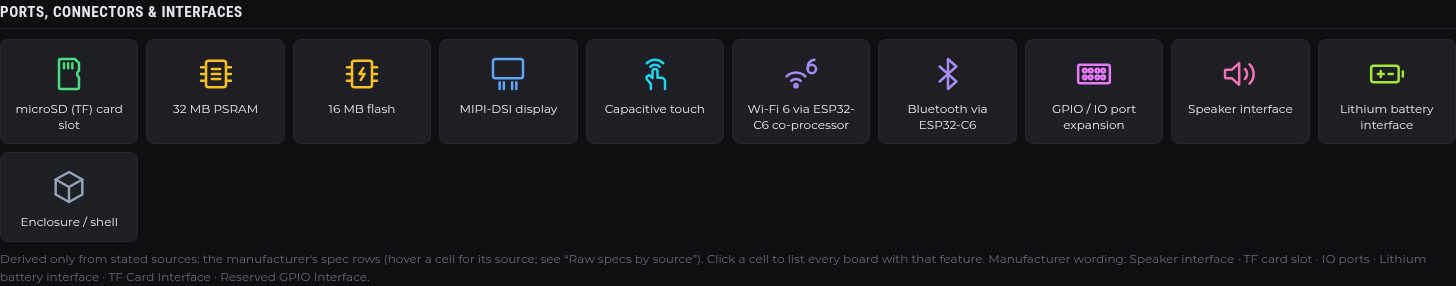 PORTS, CONNECTORS & INTERFACES
microSD (TF) card
slot
32 MB PSRAM
16 MB flash
MIPI-DSI display
Capacitive touch
6
Wi-Fi 6 via ESP32-
C6 co-processor
Bluetooth via
ESP32-C6
GPIO / IO port
expansion
Speaker interface
Lithium battery
interface
Enclosure / shell
Derived only from stated sources: the manufacturer's spec rows (hover a cell for its source; see “Raw specs by source”). Click a cell to list every board with that feature. Manufacturer wording: Speaker interface · TF card slot · IO ports · Lithium
battery interface · TF Card Interface · Reserved GPIO Interface.